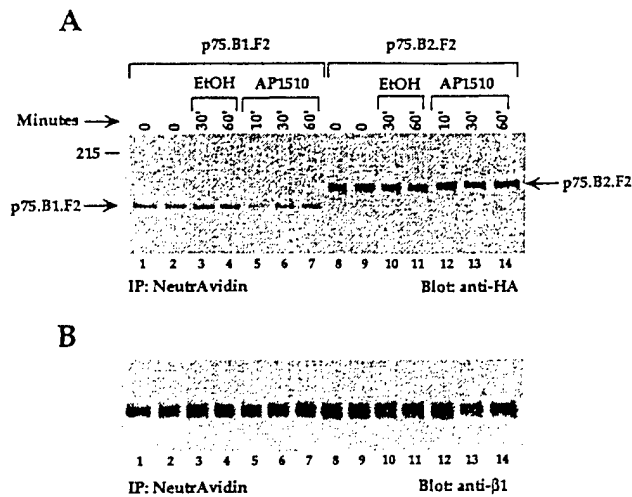 A
p75.B1.F2 p75.B2.F2
EtOH AP1510 EtOH AP1510
Minutes 0 0 30' 60' 10' 30' 60' 0 0 30' 60' 10' 30' 60'
215
p75.B2.F2
p75.B1.F2
1 2 3 4 5 6 7 8 9 10 11 12 13 14
IP: NeutrAvidin Blot: anti-HA
B
1 2 3 4 5 6 7 8 9 10 11 12 13 14
IP: NeutrAvidin Blot: anti-β1